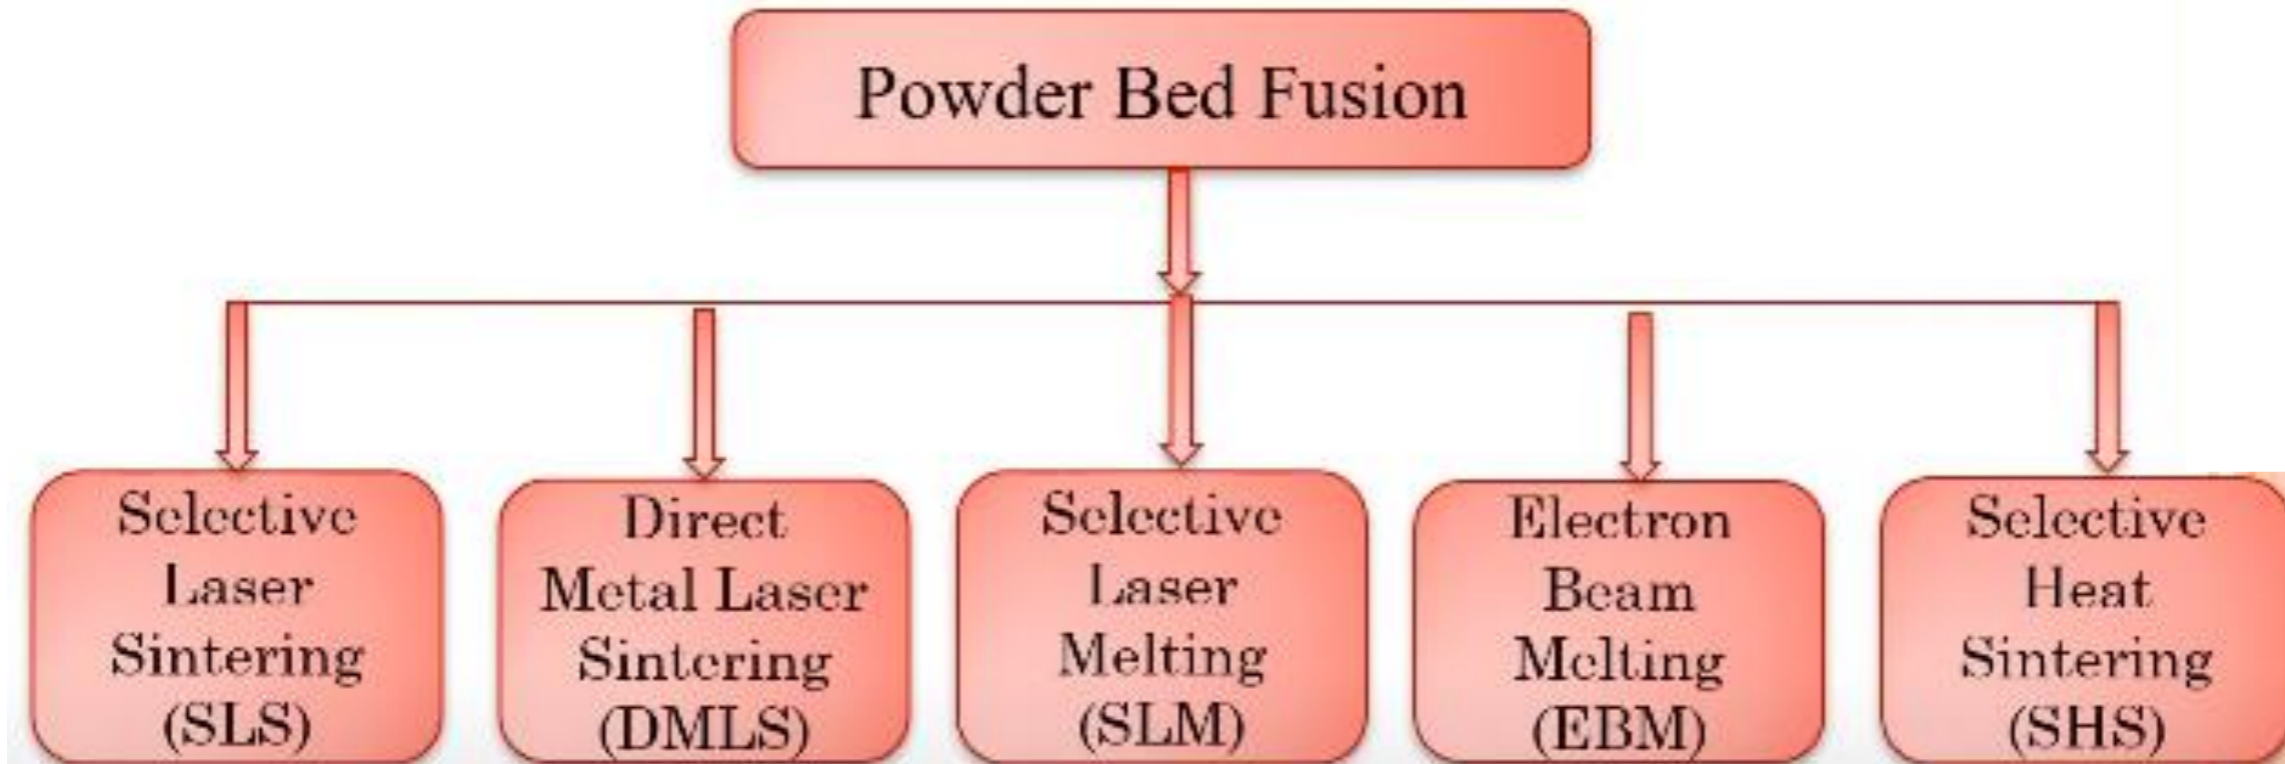 Powder Bed Fusion
Selective
Laser
Sintering
(SLS)
Direct
Metal Laser
Sintering
(DMLS)
Selective
Laser
Melting
(SLM)
Electron
Beam
Melting
(EBM)
Selective
Heat
Sintering
(SHS)